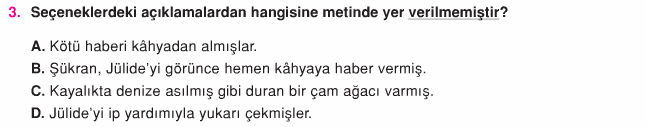 3. Seçeneklerdeki açıklamalardan hangisine metinde yer verilmemiştir?
A. Kötü haberi kâhyadan almışlar.
B. Şükran, Jülide'yi görünce hemen kâhyaya haber vermiş.
C. Kayalıkta denize asılmış gibi duran bir çam ağacı varmış.
D. Jülide'yi ip yardımıyla yukarı çekmişler.